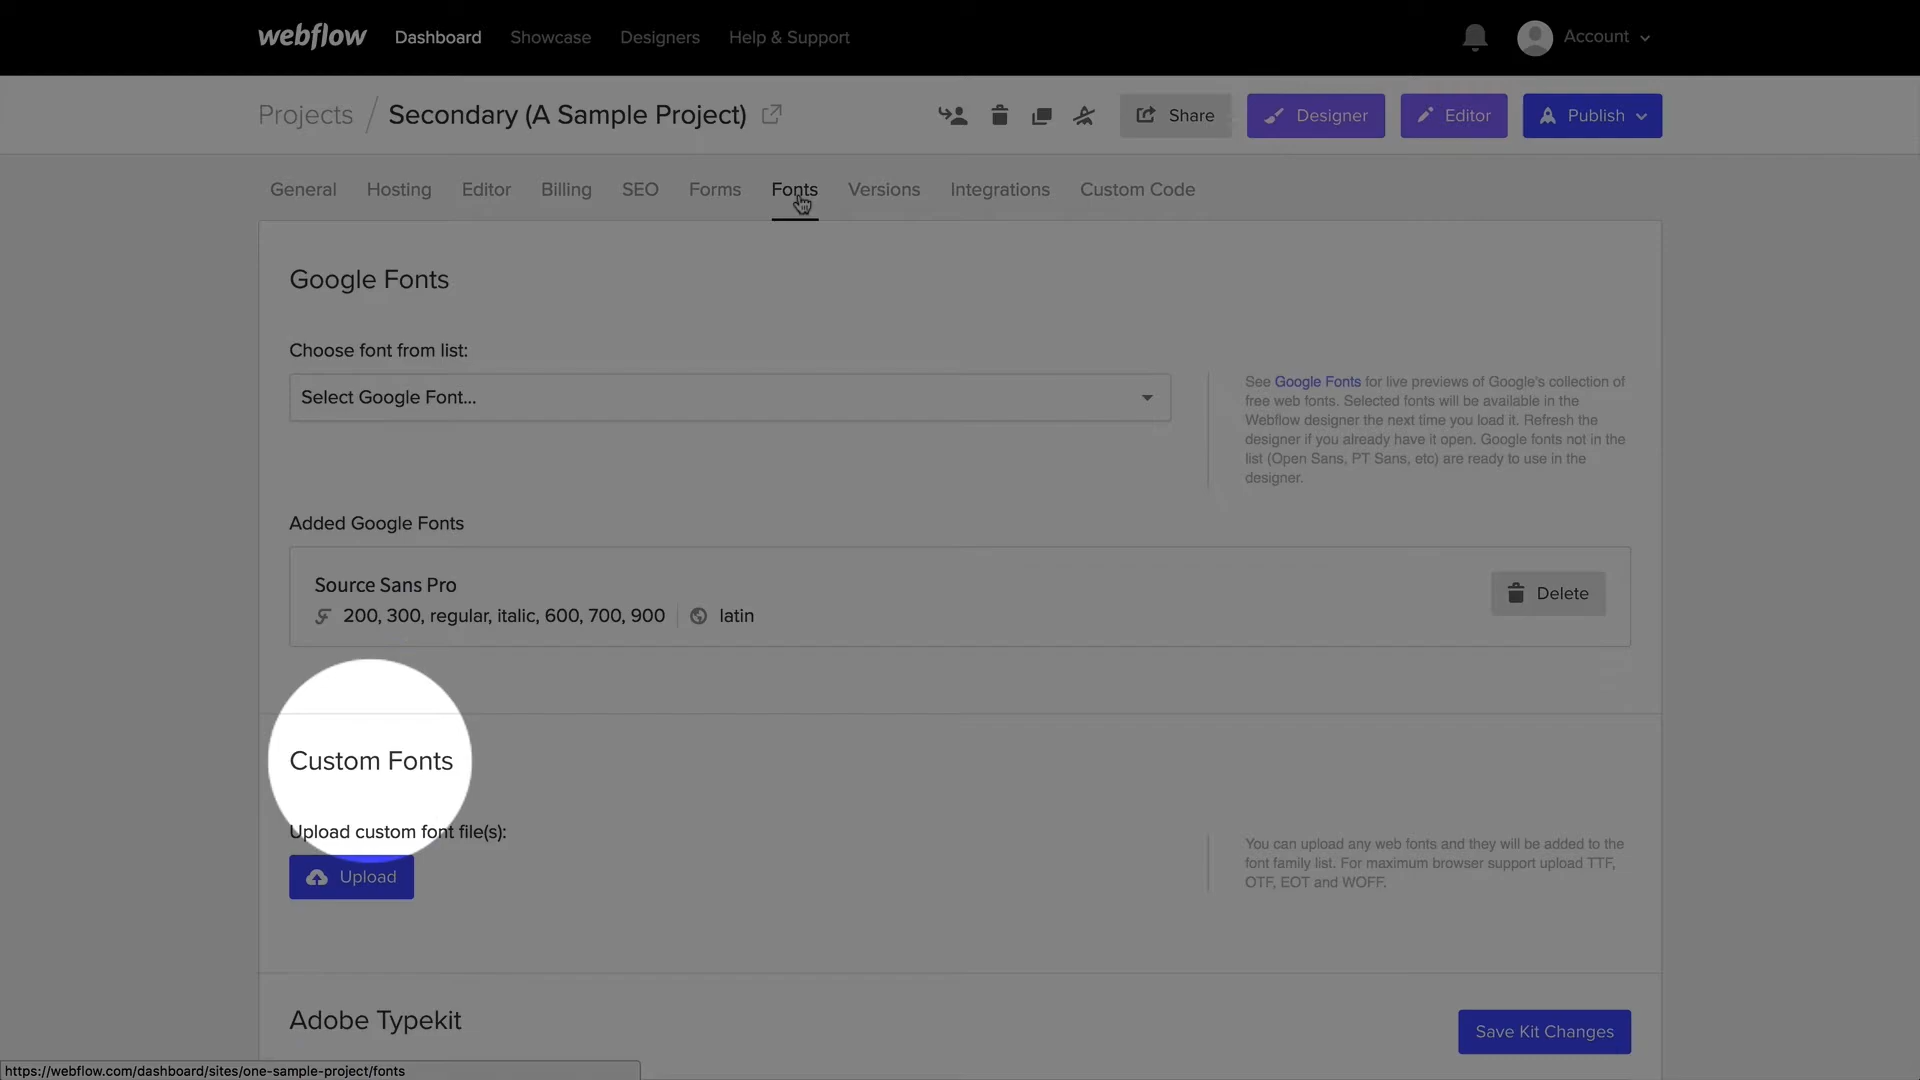 webflow Dashboard Showcase Designers Help & Support Account
Projects / Secondary (A Sample Project) Share Designer Editor Publish
General Hosting Editor Billing SEO Forms Fonts Versions Integrations Custom Code
Google Fonts
Choose font from list:
Select Google Font...
See Google Fonts for live previews of Google's collection of
free web fonts. Selected fonts will be available in the
Webflow designer the next time you load it. Refresh the
designer if you already have it open. Google fonts not in the
list (Open Sans, PT Sans, etc) are ready to use in the
designer.
Added Google Fonts
Source Sans Pro
200, 300, regular, italic, 600, 700, 900 latin
Delete
Custom Fonts
Upload custom font file(s):
Upload
You can upload any web fonts and they will be added to the
font family list. For maximum browser support upload TTF,
OTF, EOT and WOFF.
Adobe Typekit
Save Kit Changes
https://webflow.com/dashboard/sites/one-sample-project/fonts